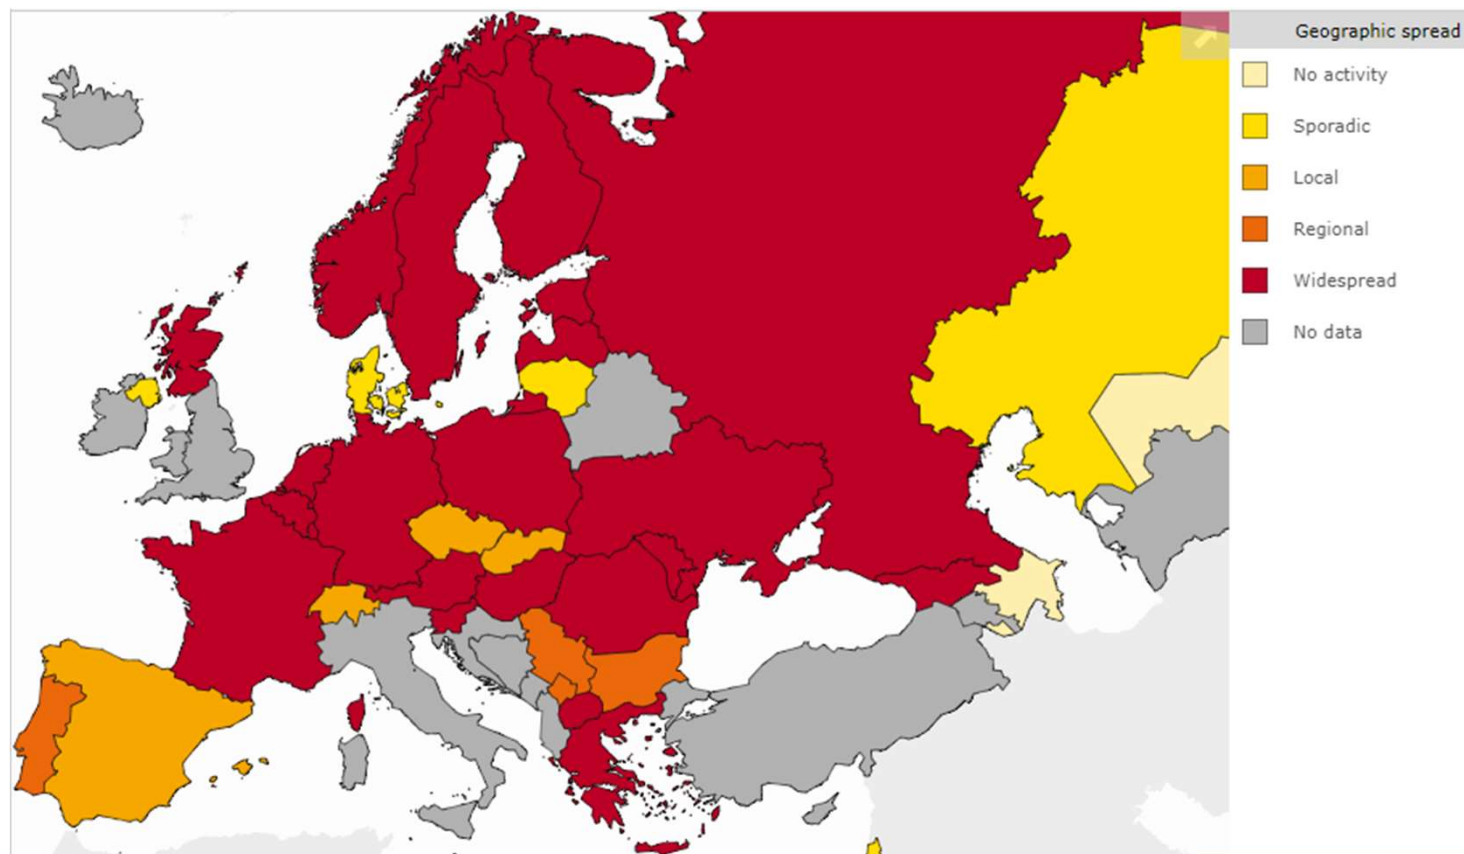 Geographic spread
No activity
Sporadic
Local
Regional
Widespread
No data